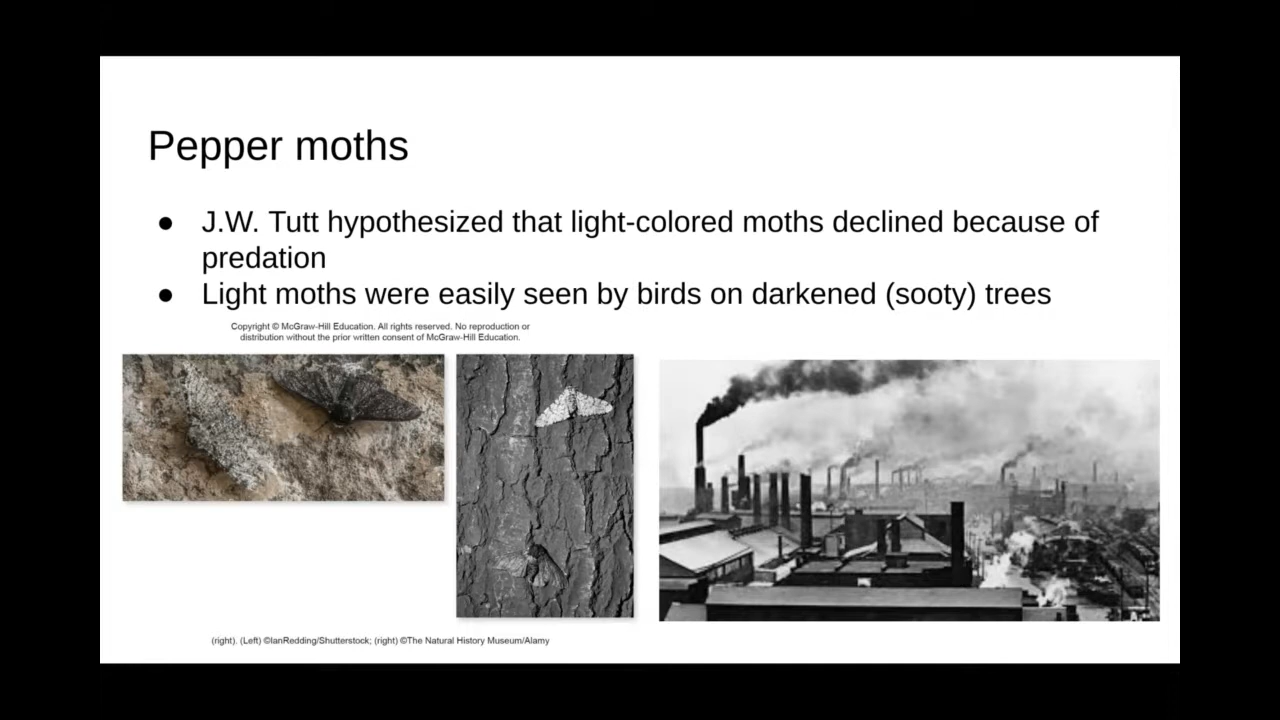 Pepper moths
● J.W. Tutt hypothesized that light-colored moths declined because of
predation
● Light moths were easily seen by birds on darkened (sooty) trees
Copyright © McGraw-Hill Education. All rights reserved. No reproduction or
distribution without the prior written consent of McGraw-Hill Education.
(right). (Left) ©IanRedding/Shutterstock; (right) ©The Natural History Museum/Alamy